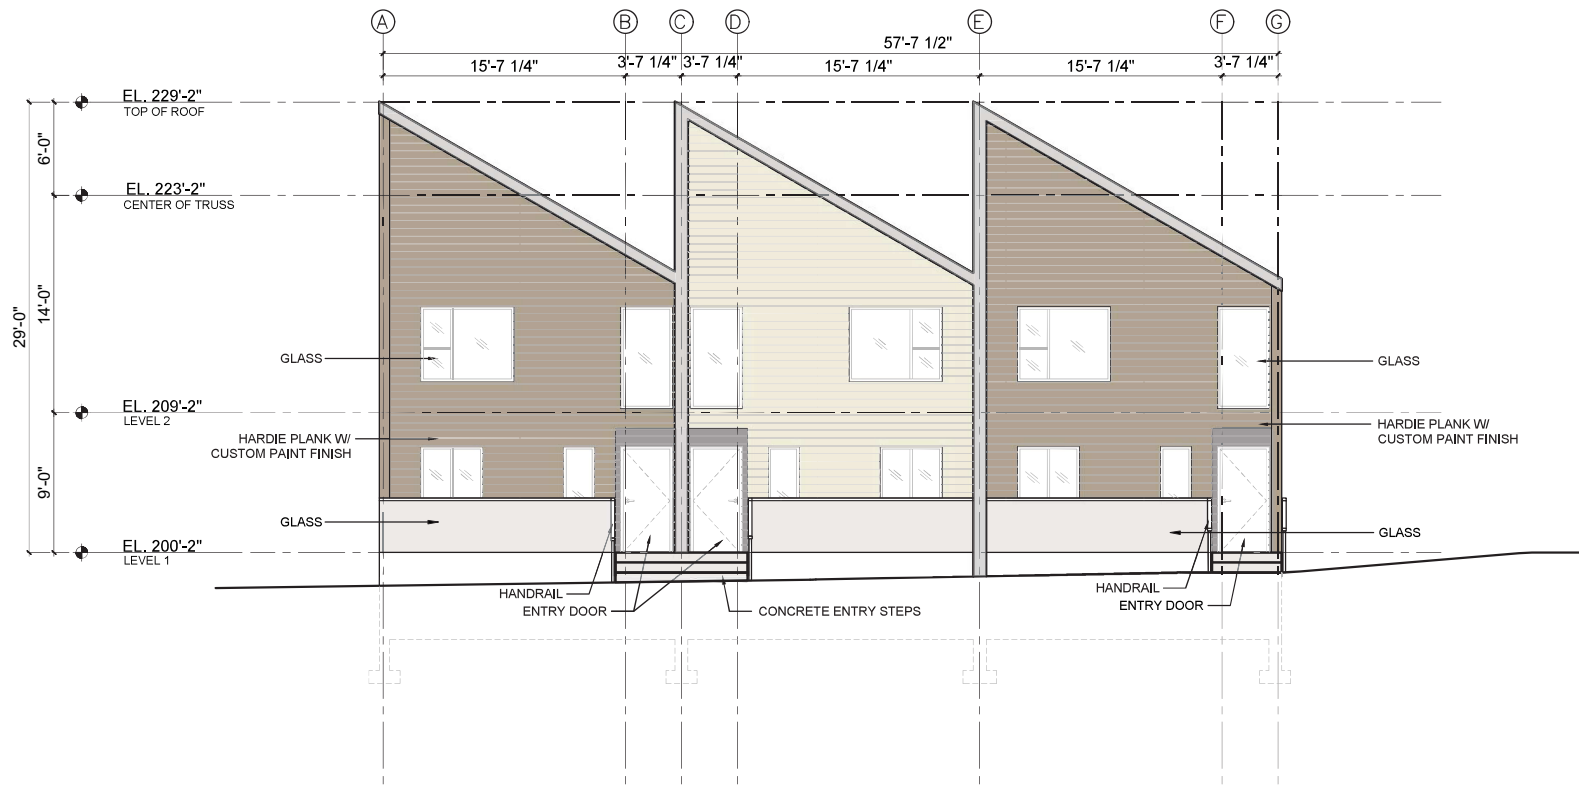 A B C D E F G
57'-7 1/2"
15'-7 1/4" 3'-7 1/4" 3'-7 1/4" 15'-7 1/4" 15'-7 1/4" 3'-7 1/4"
EL. 229'-2"
TOP OF ROOF
6'-0"
EL. 223'-2"
CENTER OF TRUSS
14'-0"
29'-0"
GLASS
GLASS
EL. 209'-2"
LEVEL 2
HARDIE PLANK W/
CUSTOM PAINT FINISH
HARDIE PLANK W/
CUSTOM PAINT FINISH
9'-0"
GLASS
GLASS
EL. 200'-2"
LEVEL 1
HANDRAIL
ENTRY DOOR
CONCRETE ENTRY STEPS
HANDRAIL
ENTRY DOOR